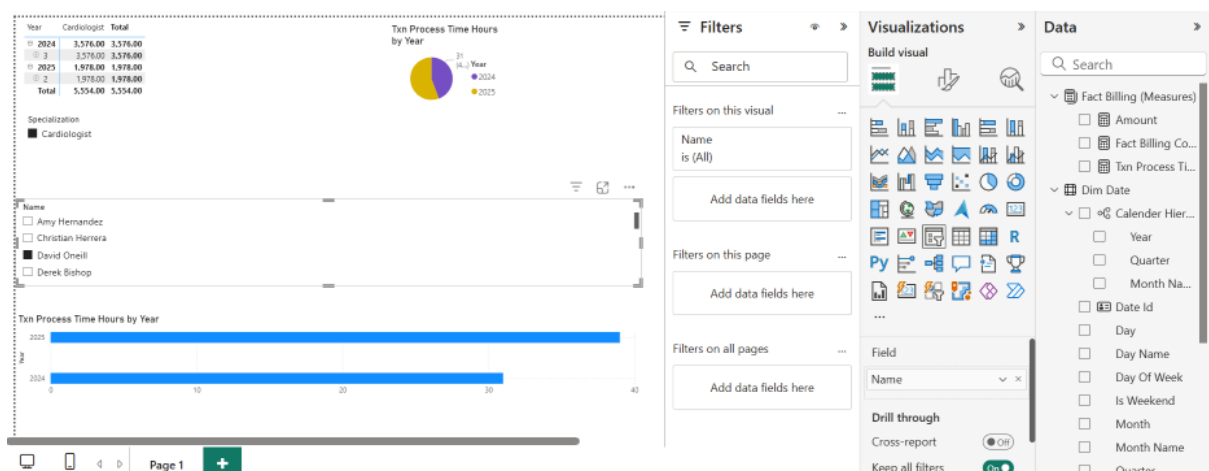 Year Cardiologist Total
2024 3,576.00 3,576.00
3 3,576.00 3,576.00
2025 1,978.00 1,978.00
2 1,978.00 1,978.00
Total 5,554.00 5,554.00
Specialization
Cardiologist
Txn Process Time Hours
by Year
31
(4...)
Year
2024
2025
Name
Amy Hernandez
Christian Herrera
David Oneill
Derek Bishop
Txn Process Time Hours by Year
Year
2025
2024
0 10 20 30 40
Page 1
Filters
Search
Filters on this visual ...
Name
is (All)
Add data fields here
Filters on this page ...
Add data fields here
Filters on all pages ...
Add data fields here
Visualizations
Build visual
123
R
Py
...
Field
Name
Drill through
Cross-report Off
Keep all filters On
Data
Search
Fact Billing (Measures)
Amount
Fact Billing Co...
Txn Process Ti...
Dim Date
Calender Hier...
Year
Quarter
Month Na...
Date Id
Day
Day Name
Day Of Week
Is Weekend
Month
Month Name
Quarter